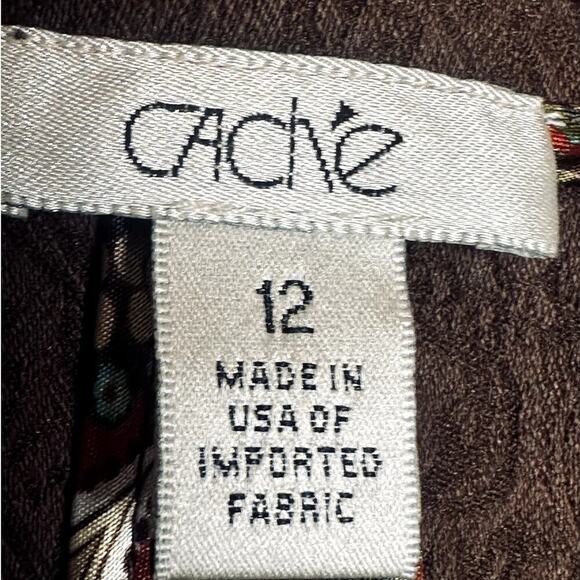 CAChé
12
MADE IN
USA OF
IMPORTED
FABRIC